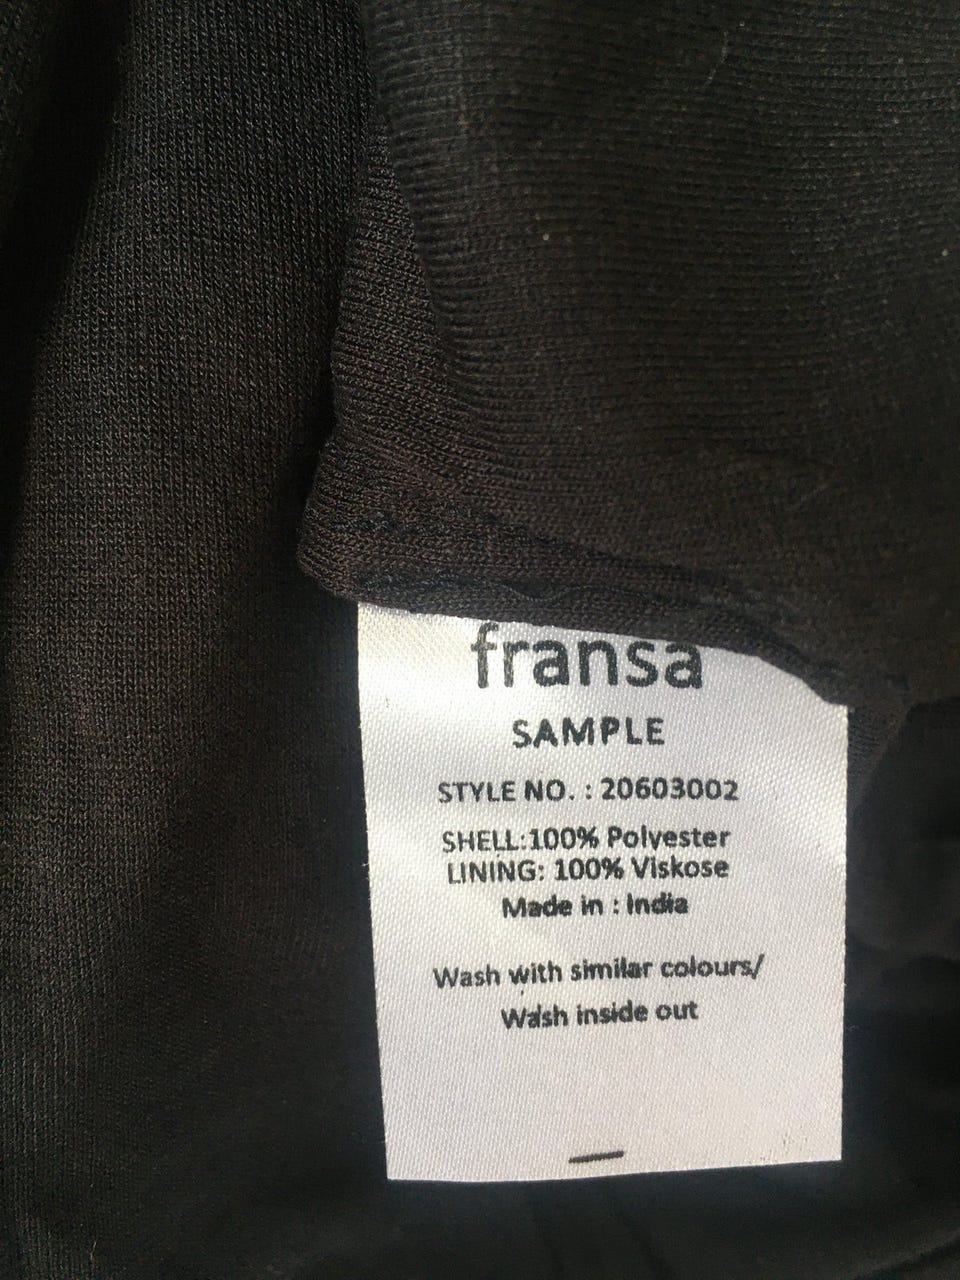 fransa
SAMPLE
STYLE NO. : 20603002
SHELL:100% Polyester
LINING: 100% Viskose
Made in : India
Wash with similar colours/
Wash inside out